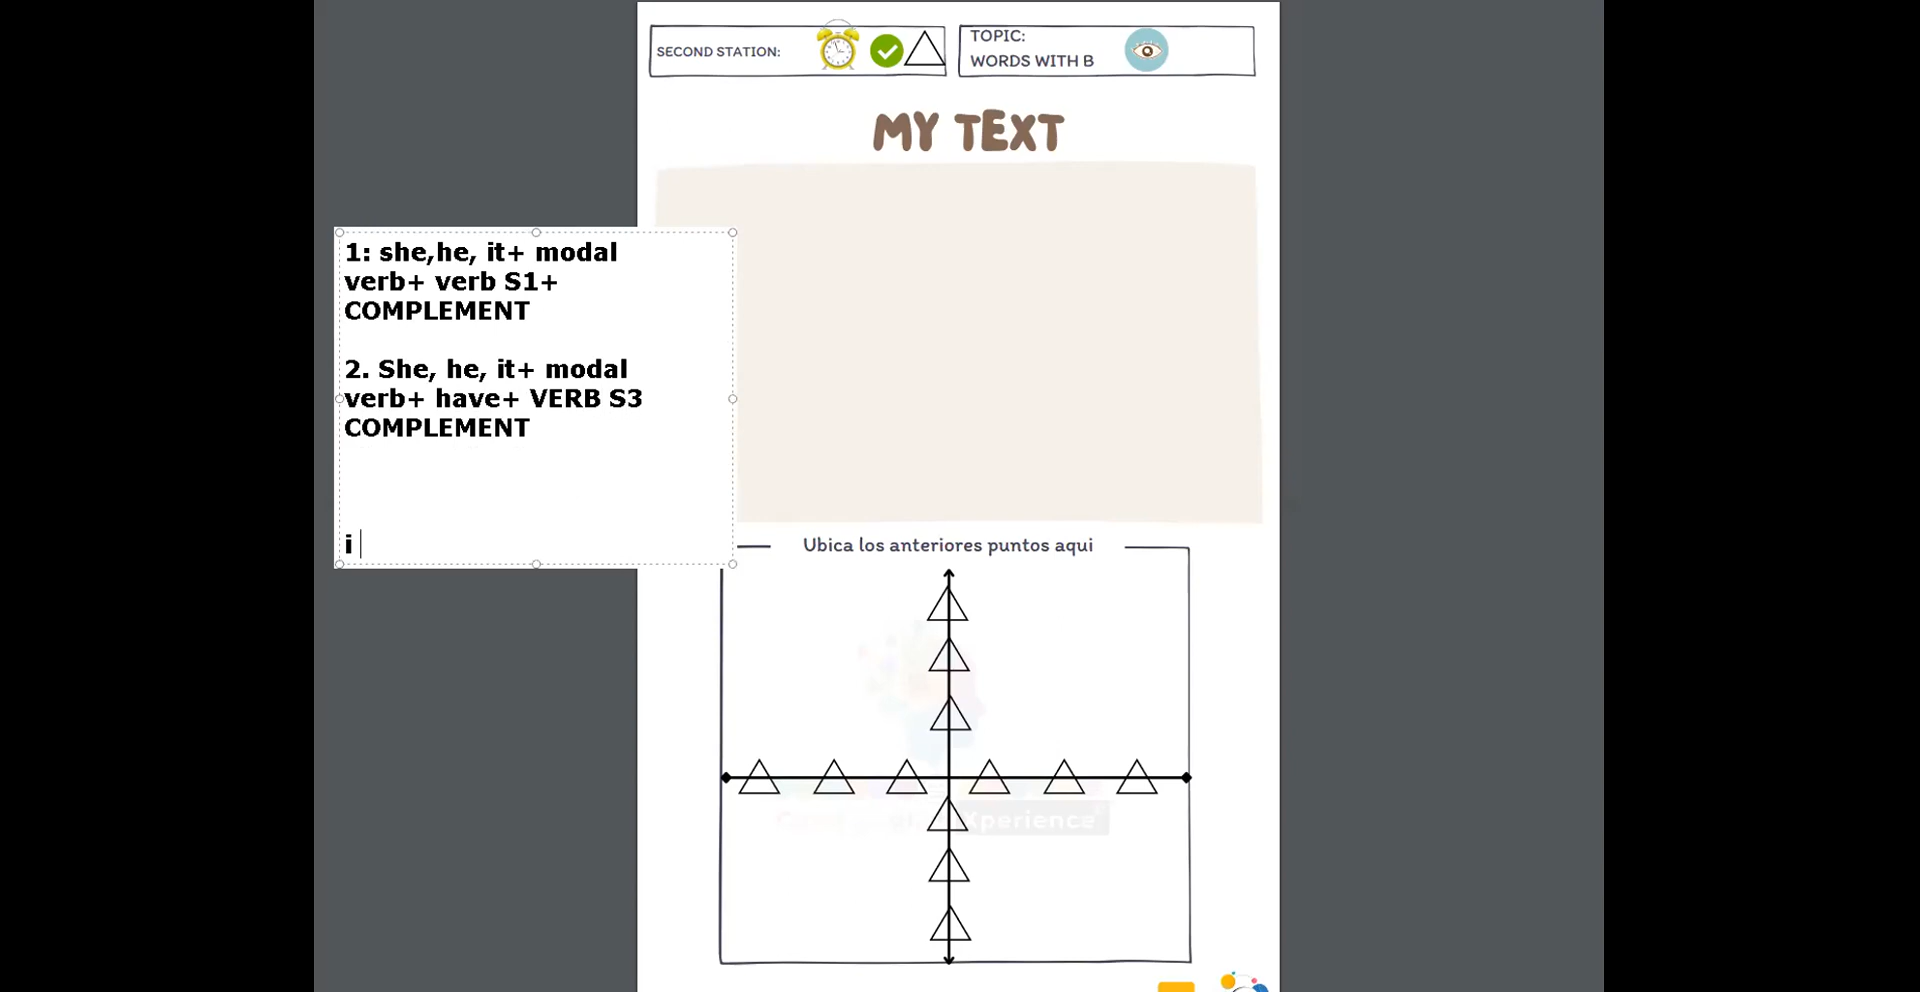 SECOND STATION:
TOPIC:
WORDS WITH B
MY TEXT
1: she,he, it+ modal
verb+ verb S1+
COMPLEMENT
2. She, he, it+ modal
verb+ have+ VERB S3
COMPLEMENT
i
Ubica los anteriores puntos aqui